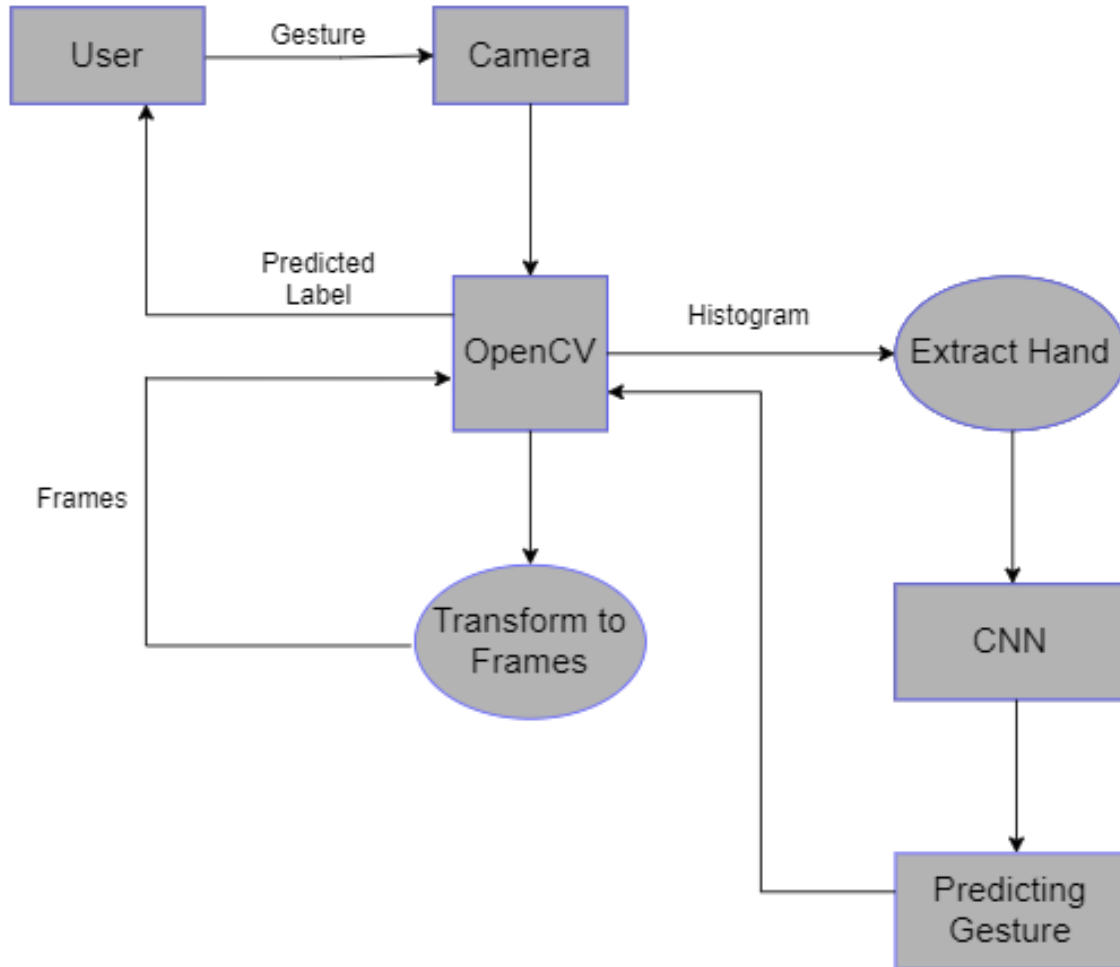 User
Gesture
Camera
Predicted
Label
OpenCV
Histogram
Extract Hand
Frames
Transform to
Frames
CNN
Predicting
Gesture